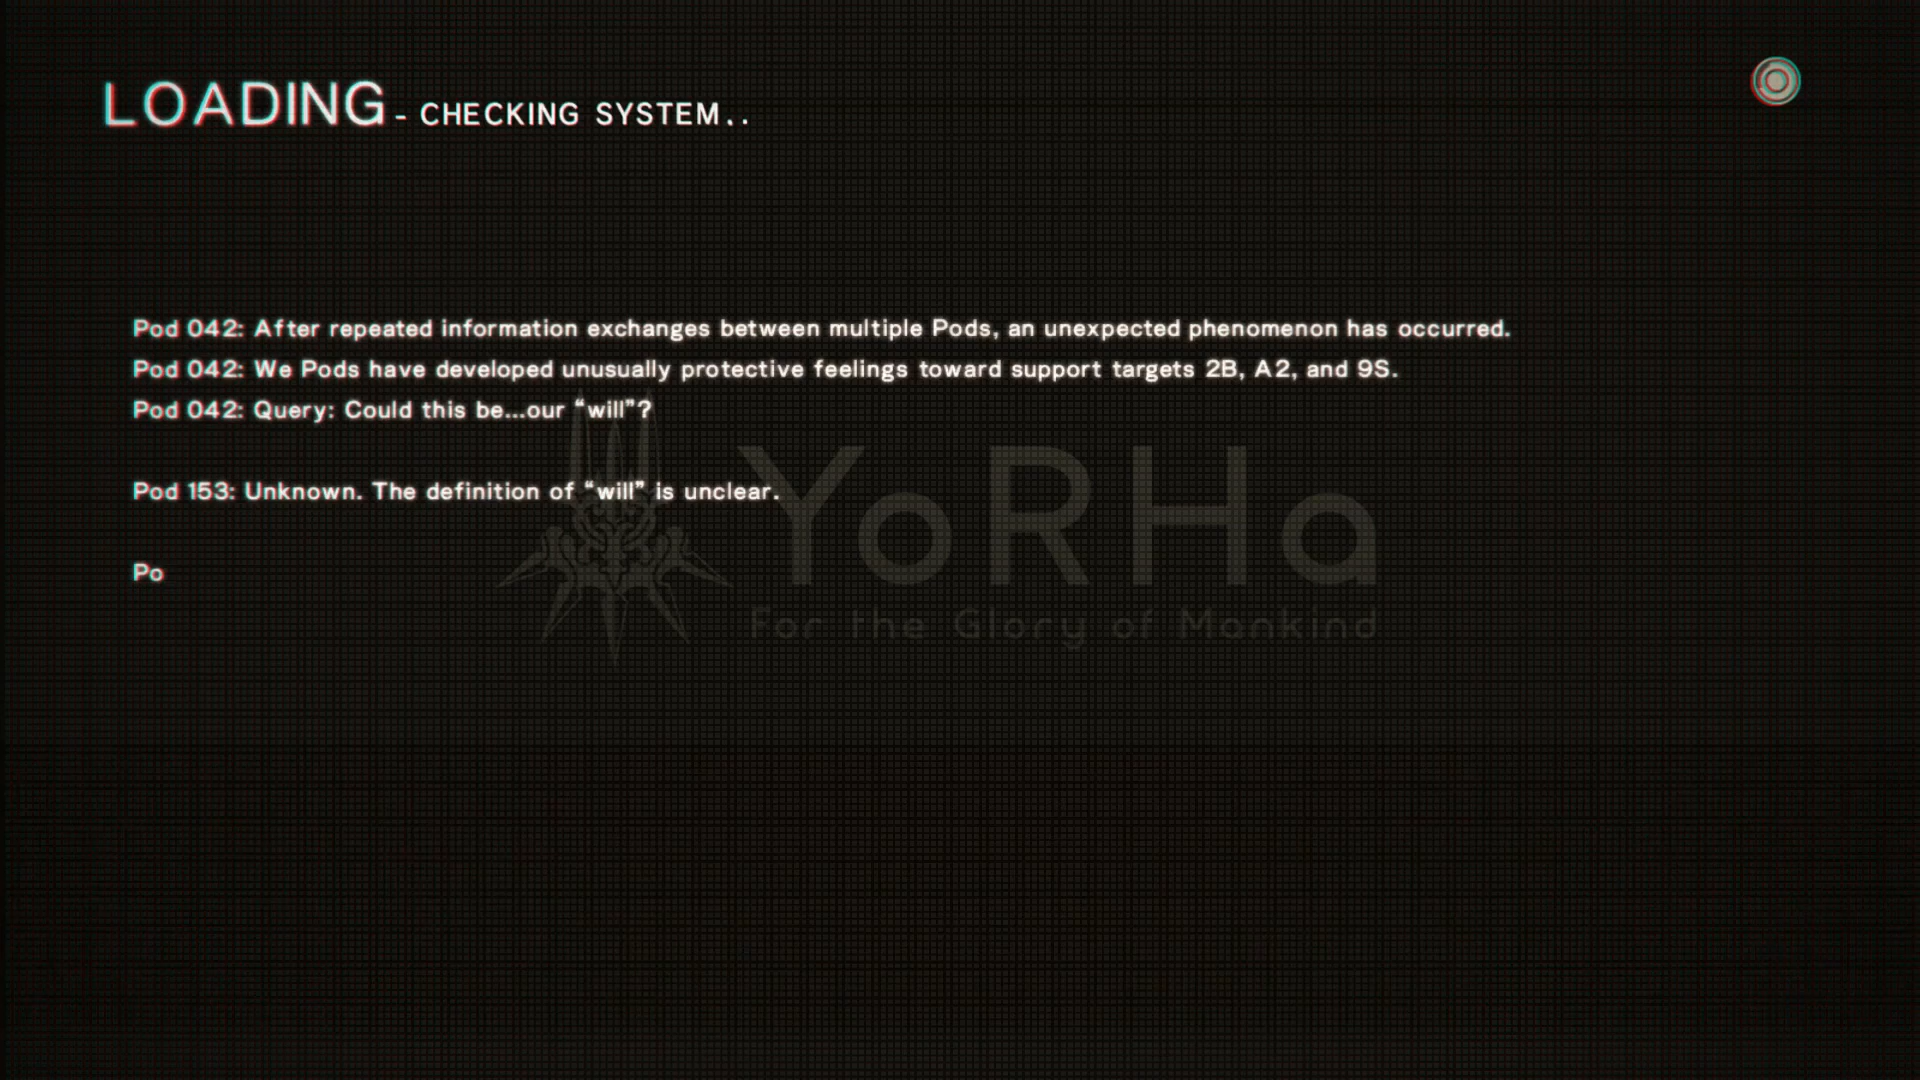 LOADING - CHECKING SYSTEM..
Pod 042: After repeated information exchanges between multiple Pods, an unexpected phenomenon has occurred.
Pod 042: We Pods have developed unusually protective feelings toward support targets 2B, A2, and 9S.
Pod 042: Query: Could this be...our “will”?
Pod 153: Unknown. The definition of “will” is unclear.
YoRHa
Po
For the Glory of Mankind